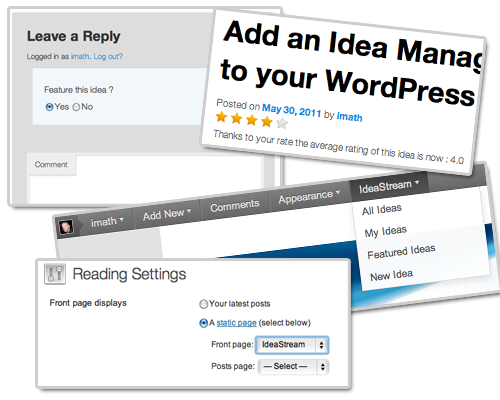 Leave a Reply
Logged in as imath. Log out?
Feature this idea ?
Yes No
Comment
Add an Idea Manag
to your WordPress
Posted on May 30, 2011 by imath
Thanks to your rate the average rating of this idea is now : 4.0
imath Add New Comments Appearance IdeaStream
All Ideas
My Ideas
Featured Ideas
New Idea
Reading Settings
Front page displays
Your latest posts
A static page (select below)
Front page: IdeaStream
Posts page: — Select —